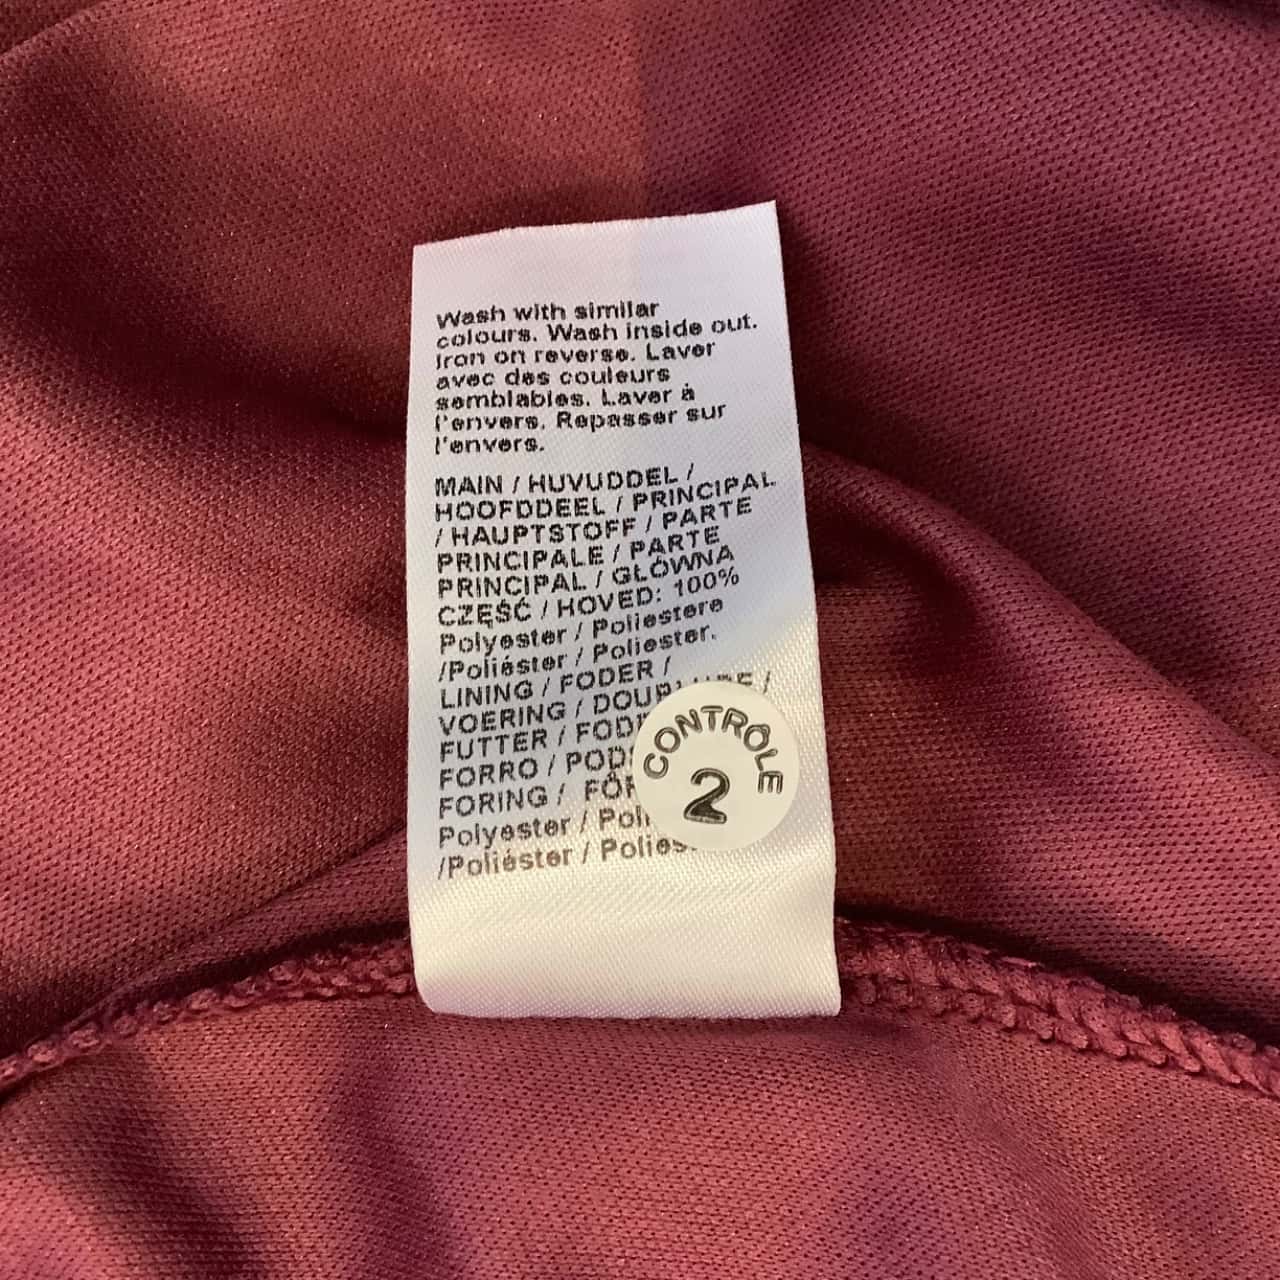 Wash with similar
colours. Wash inside out.
Iron on reverse. Laver
avec des couleurs
semblables. Laver à
l'envers. Repasser sur
l'envers.
MAIN / HUVUDDEL /
HOOFDDEEL / PRINCIPAL
/ HAUPTSTOFF / PARTE
PRINCIPALE / PARTE
PRINCIPAL / GŁÓWNA
CZĘŚĆ / HOVED: 100%
Polyester / Poliestere
/Poliéster / Poliester.
LINING / FODER /
VOERING /
FUTTER /
FORRO /
FORING /
Polyester /
/Poliéster /
CONTRÔLE
2